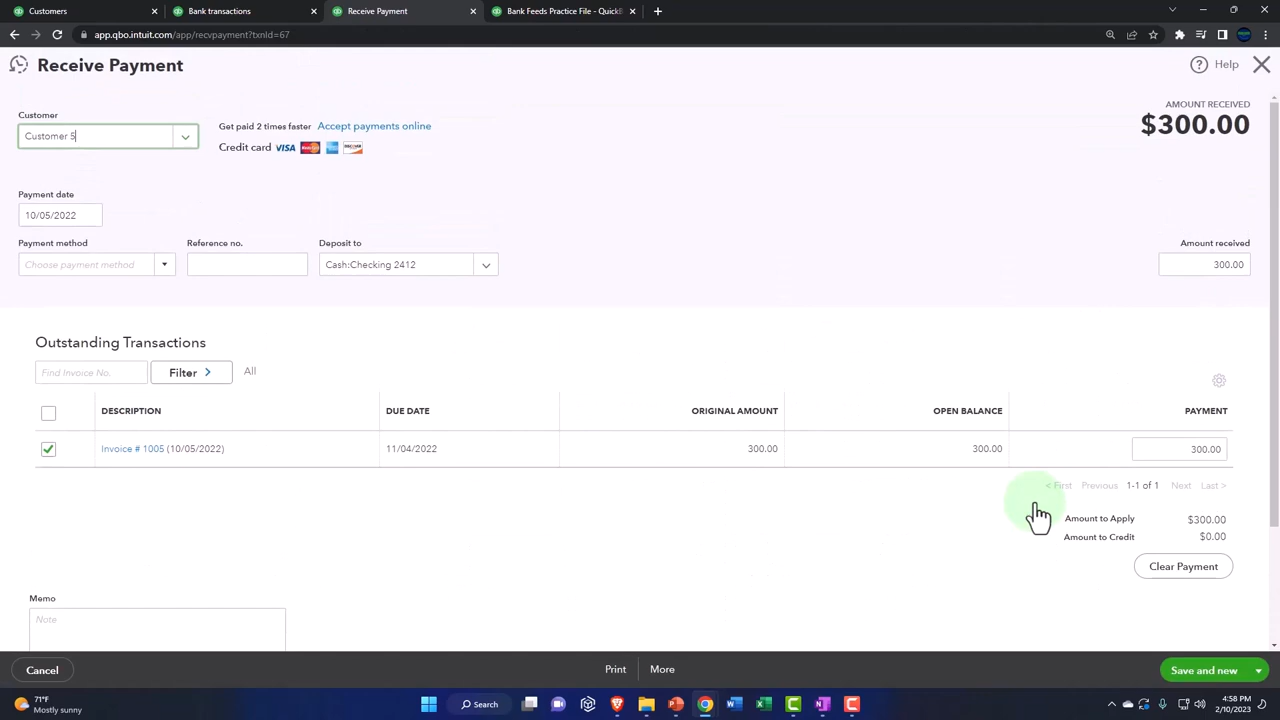 Customers × Bank transactions × Receive Payment × Bank Feeds Practice File - QuickB × +
app.qbo.intuit.com/app/recvpayment?txnId=67
Receive Payment
Help
Customer
AMOUNT RECEIVED
Get paid 2 times faster Accept payments online
$300.00
Customer 5
Credit card VISA DISCOVER
Payment date
10/05/2022
Payment method Reference no. Deposit to Amount received
Choose payment method Cash:Checking 2412 300.00
Outstanding Transactions
Find Invoice No. Filter > All
DESCRIPTION DUE DATE ORIGINAL AMOUNT OPEN BALANCE PAYMENT
Invoice # 1005 (10/05/2022) 11/04/2022 300.00 300.00 300.00
< First Previous 1-1 of 1 Next Last >
Amount to Apply $300.00
Amount to Credit $0.00
Clear Payment
Memo
Note
Cancel Print More Save and new
71°F
Mostly sunny
Search
4:58 PM
2/10/2023